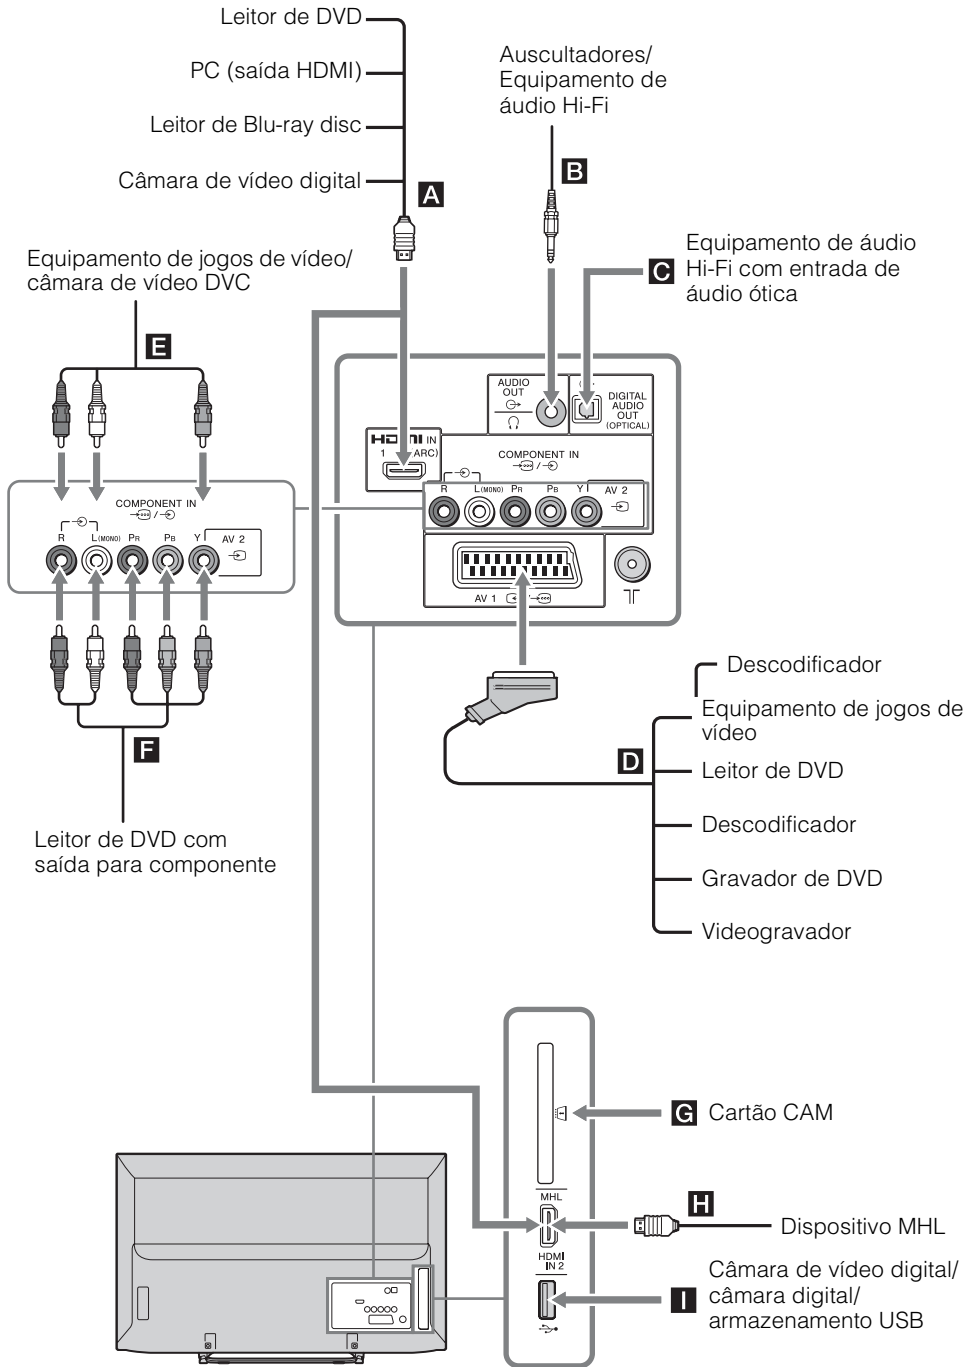 Leitor de DVD
PC (saída HDMI)
Leitor de Blu-ray disc
Câmara de vídeo digital
A
Auscultadores/
Equipamento de
áudio Hi-Fi
B
Equipamento de áudio
C Hi-Fi com entrada de
áudio ótica
Equipamento de jogos de vídeo/
câmara de vídeo DVC
E
AUDIO
OUT
DIGITAL
AUDIO
OUT
(OPTICAL)
HDMI IN
1 ARC)
COMPONENT IN
R L(MONO) PR PB Y AV 2
AV 1
COMPONENT IN
R L(MONO) PR PB Y AV 2
F
Leitor de DVD com
saída para componente
D
Descodificador
Equipamento de jogos de
vídeo
Leitor de DVD
Descodificador
Gravador de DVD
Videogravador
G Cartão CAM
MHL
H
Dispositivo MHL
HDMI
IN 2
Câmara de vídeo digital/
I câmara digital/
armazenamento USB